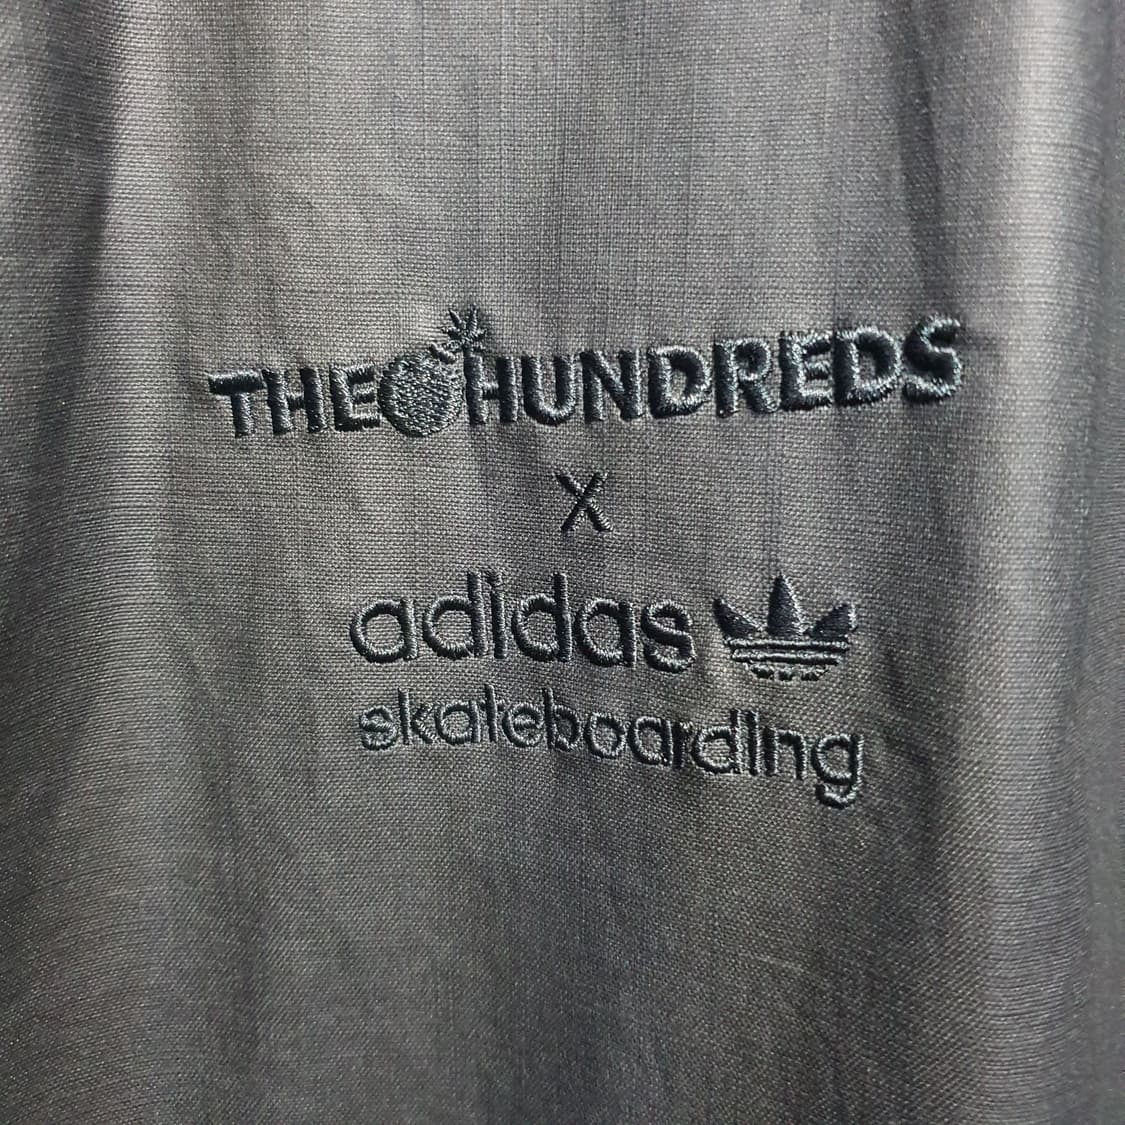 THE HUNDREDS
X
adidas
skateboarding